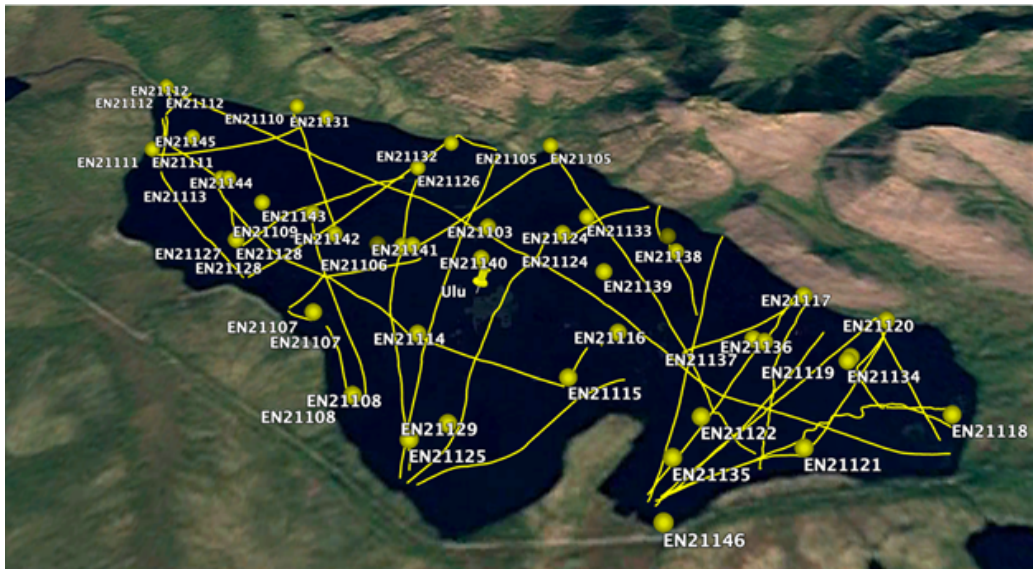 EN21112
EN21112 EN21112
EN21110 EN21131
EN21145
EN21111 EN21111
EN21132 EN21105 EN21105
EN21144
EN21126
EN21113
EN21143
EN21109 EN21103 EN21133
EN21142 EN21124
EN21127 EN21128 EN21141 EN21138
EN21128 EN21106 EN21140 EN21124
EN21139
Ulu
EN21117
EN21107 EN21120
EN21107 EN21114 EN21116
EN21136
EN21137
EN21119 EN21134
EN21115
EN21108
EN21108
EN21129 EN21118
EN21122
EN21125
EN21121
EN21135
EN21146